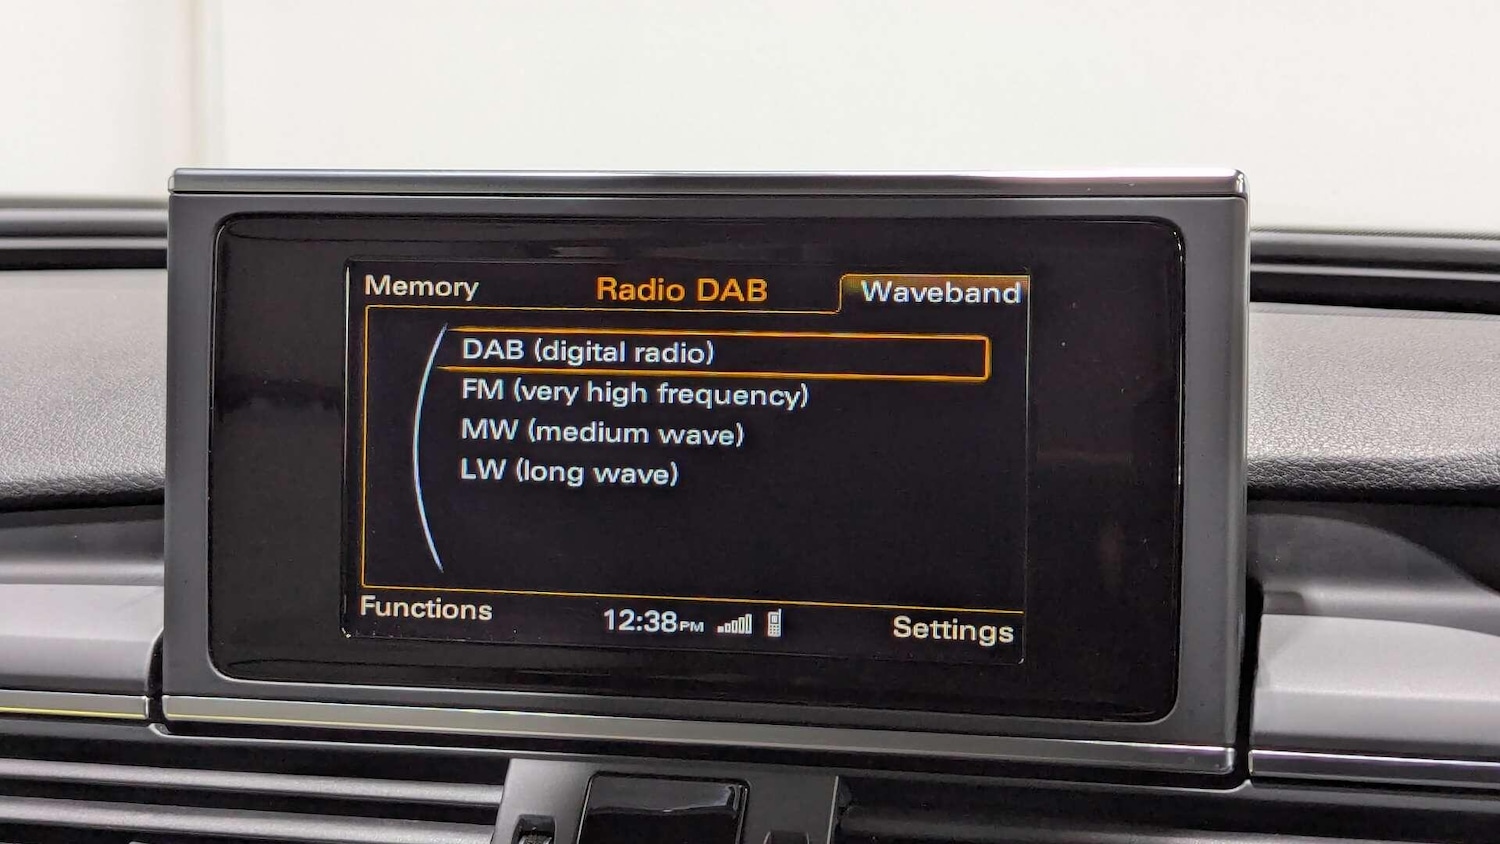 Memory Radio DAB Waveband
DAB (digital radio)
FM (very high frequency)
MW (medium wave)
LW (long wave)
Functions 12:38PM Settings